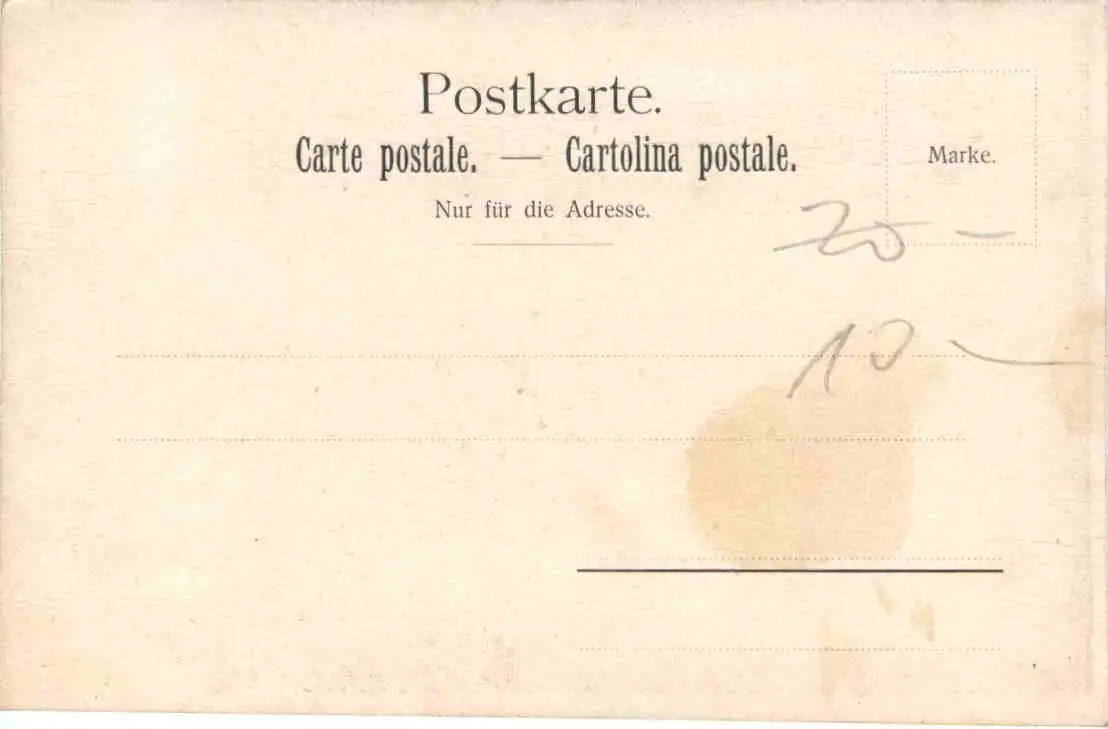 Postkarte.
Carte postale. — Cartolina postale.
Marke.
Nur für die Adresse.
20 –
10 –